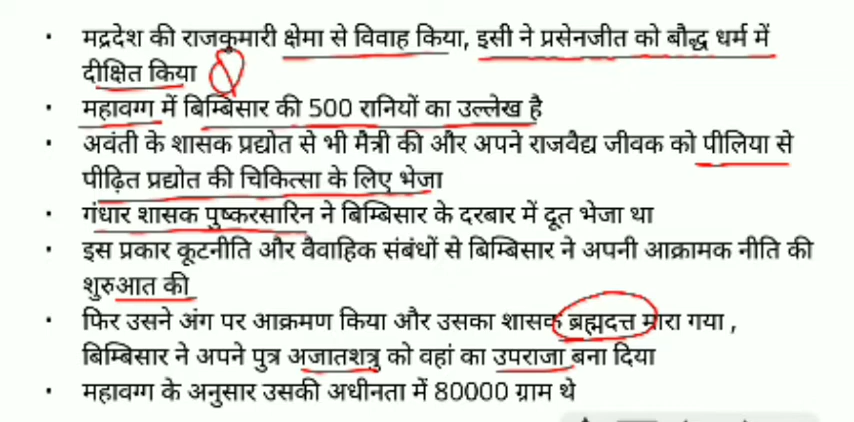 • मद्रदेश की राजकुमारी क्षेमा से विवाह किया, इसी ने प्रसेनजीत को बौद्ध धर्म में
दीक्षित किया
• महावग्ग में बिम्बिसार की 500 रानियों का उल्लेख है
• अवंती के शासक प्रद्योत से भी मैत्री की और अपने राजवैद्य जीवक को पीलिया से
पीढ़ित प्रद्योत की चिकित्सा के लिए भेजा
• गंधार शासक पुष्करसारिन ने बिम्बिसार के दरबार में दूत भेजा था
• इस प्रकार कूटनीति और वैवाहिक संबंधों से बिम्बिसार ने अपनी आक्रामक नीति की
शुरुआत की
• फिर उसने अंग पर आक्रमण किया और उसका शासक ब्रह्मदत्त मारा गया ,
बिम्बिसार ने अपने पुत्र अजातशत्रु को वहां का उपराजा बना दिया
• महावग्ग के अनुसार उसकी अधीनता में 80000 ग्राम थे